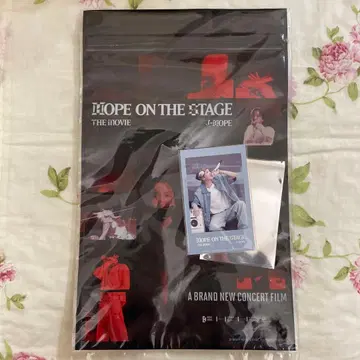 HOPE ON THE STAGE
THE MOVIE j-hope
HOPE ON THE STAGE
A BRAND NEW CONCERT FILM